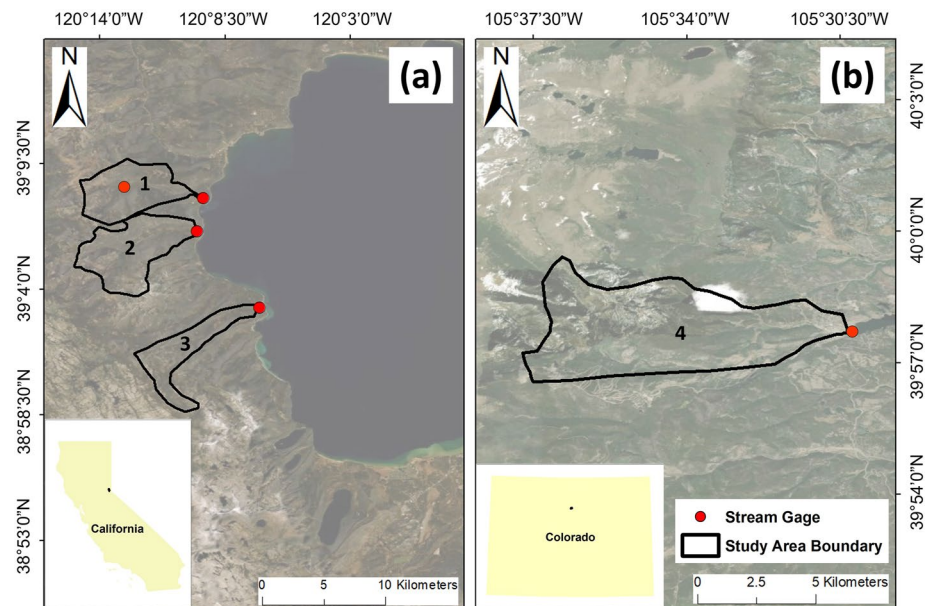 120°14'0"W 120°8'30"W 120°3'0"W
105°37'30"W 105°34'0"W 105°30'30"W
N
(a)
39°9'30"N
39°4'0"N
38°58'30"N
38°53'0"N
1
2
3
California
0 5 10 Kilometers
N
(b)
40°3'0"N
40°0'0"N
39°57'0"N
39°54'0"N
4
Colorado
Stream Gage
Study Area Boundary
0 2.5 5 Kilometers